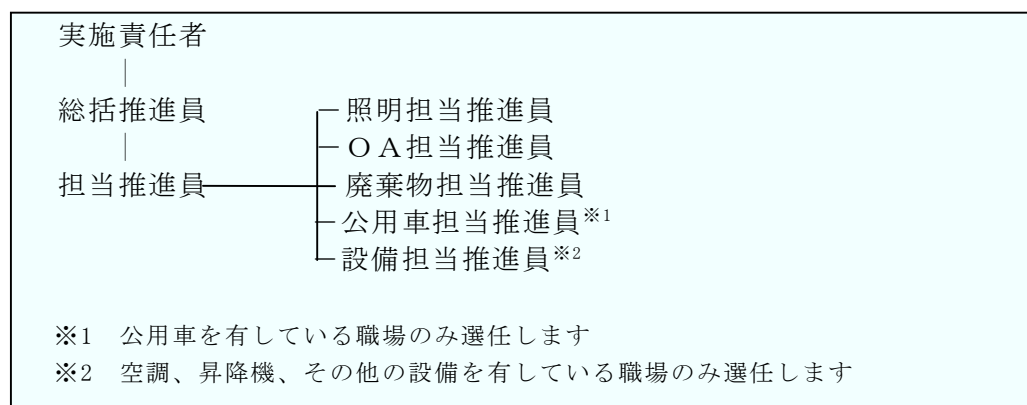 実施責任者
総括推進員
照明担当推進員
ＯＡ担当推進員
担当推進員
廃棄物担当推進員
公用車担当推進員※1
設備担当推進員※2
※1 公用車を有している職場のみ選任します
※2 空調、昇降機、その他の設備を有している職場のみ選任します